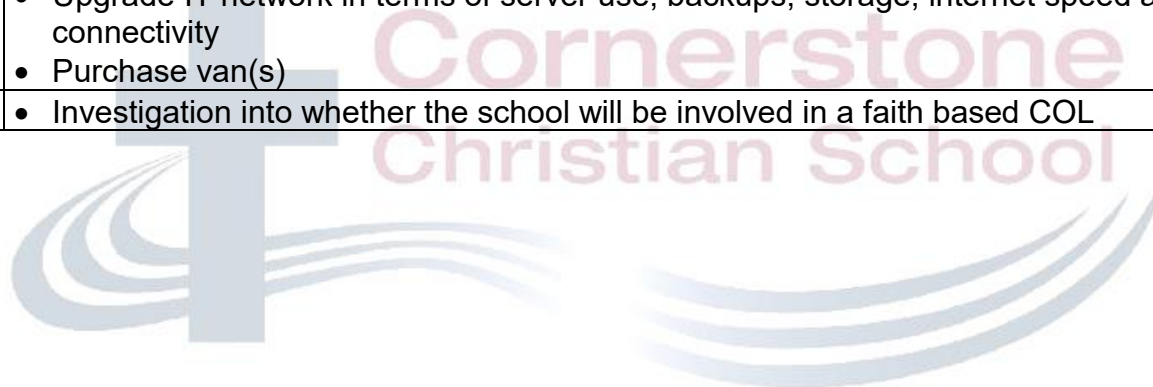 • Upgrade IT network in terms of server use, backups, storage, internet speed
connectivity
• Purchase van(s)
• Investigation into whether the school will be involved in a faith based COL
Cornerstone
Christian School